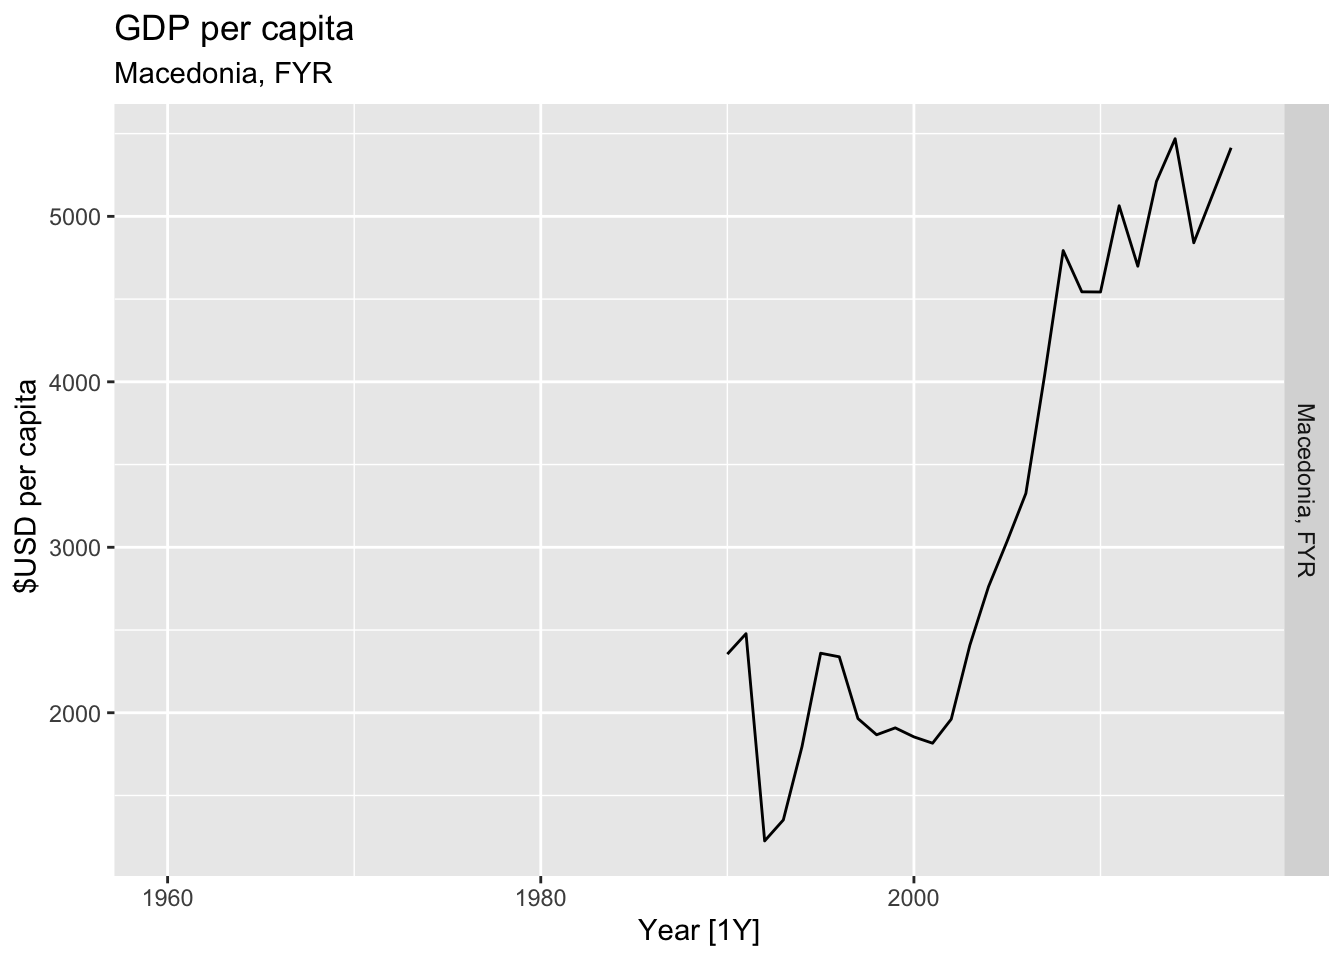 GDP per capita
Macedonia, FYR
$USD per capita
5000
4000
3000
2000
Macedonia, FYR
1960 1980 2000
Year [1Y]